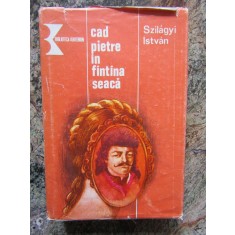 cad
pietre
în
fîntîna
seacă
Szilágyi
István